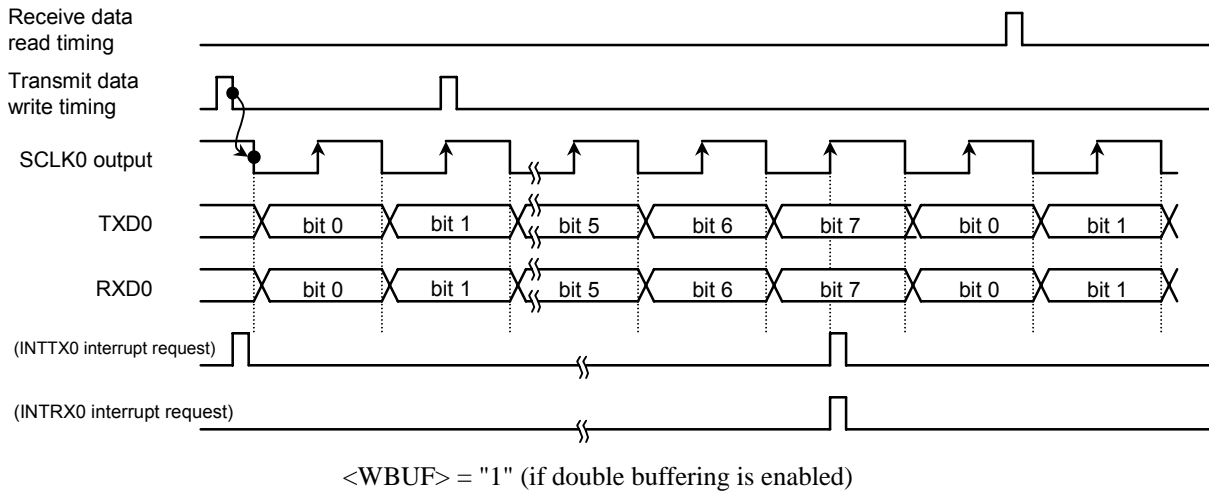 Receive data
read timing
Transmit data
write timing
SCLK0 output
TXD0
bit 0 bit 1 bit 5 bit 6 bit 7 bit 0 bit 1
RXD0
bit 0 bit 1 bit 5 bit 6 bit 7 bit 0 bit 1
(INTTX0 interrupt request)
(INTRX0 interrupt request)
<WBUF> = "1" (if double buffering is enabled)